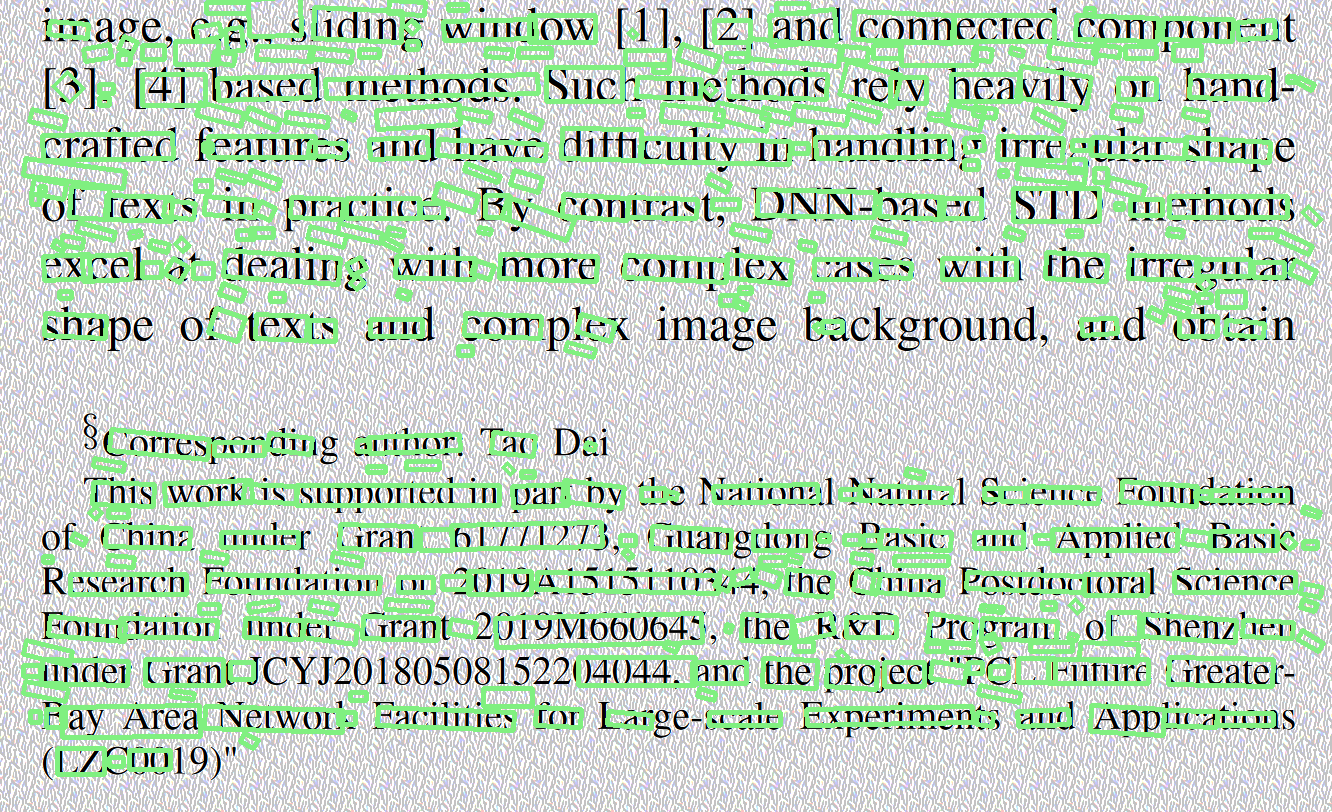 image, e.g., sliding window [1], [2] and connected component
[3], [4] based methods. Such methods rely heavily on hand-
crafted features and have difficulty in handling irregular shape
of texts in practice. By contrast, DNN-based STD methods
excel at dealing with more complex cases with the irregular
shape of texts and complex image background, and obtain
§Corresponding author: Tao Dai
This work is supported in part by the National Natural Science Foundation
of China under Grant 61771273, Guangdong Basic and Applied Basic
Research Foundation on 2019A1515110344, the China Postdoctoral Science
Foundation under Grant 2019M660645, the R&D Program of Shenzhen
under Grant JCYJ20180508152204044, and the project "PCL Future Greater-
Bay Area Network Facilities for Large-scale Experiments and Applications
(LZC0019)"